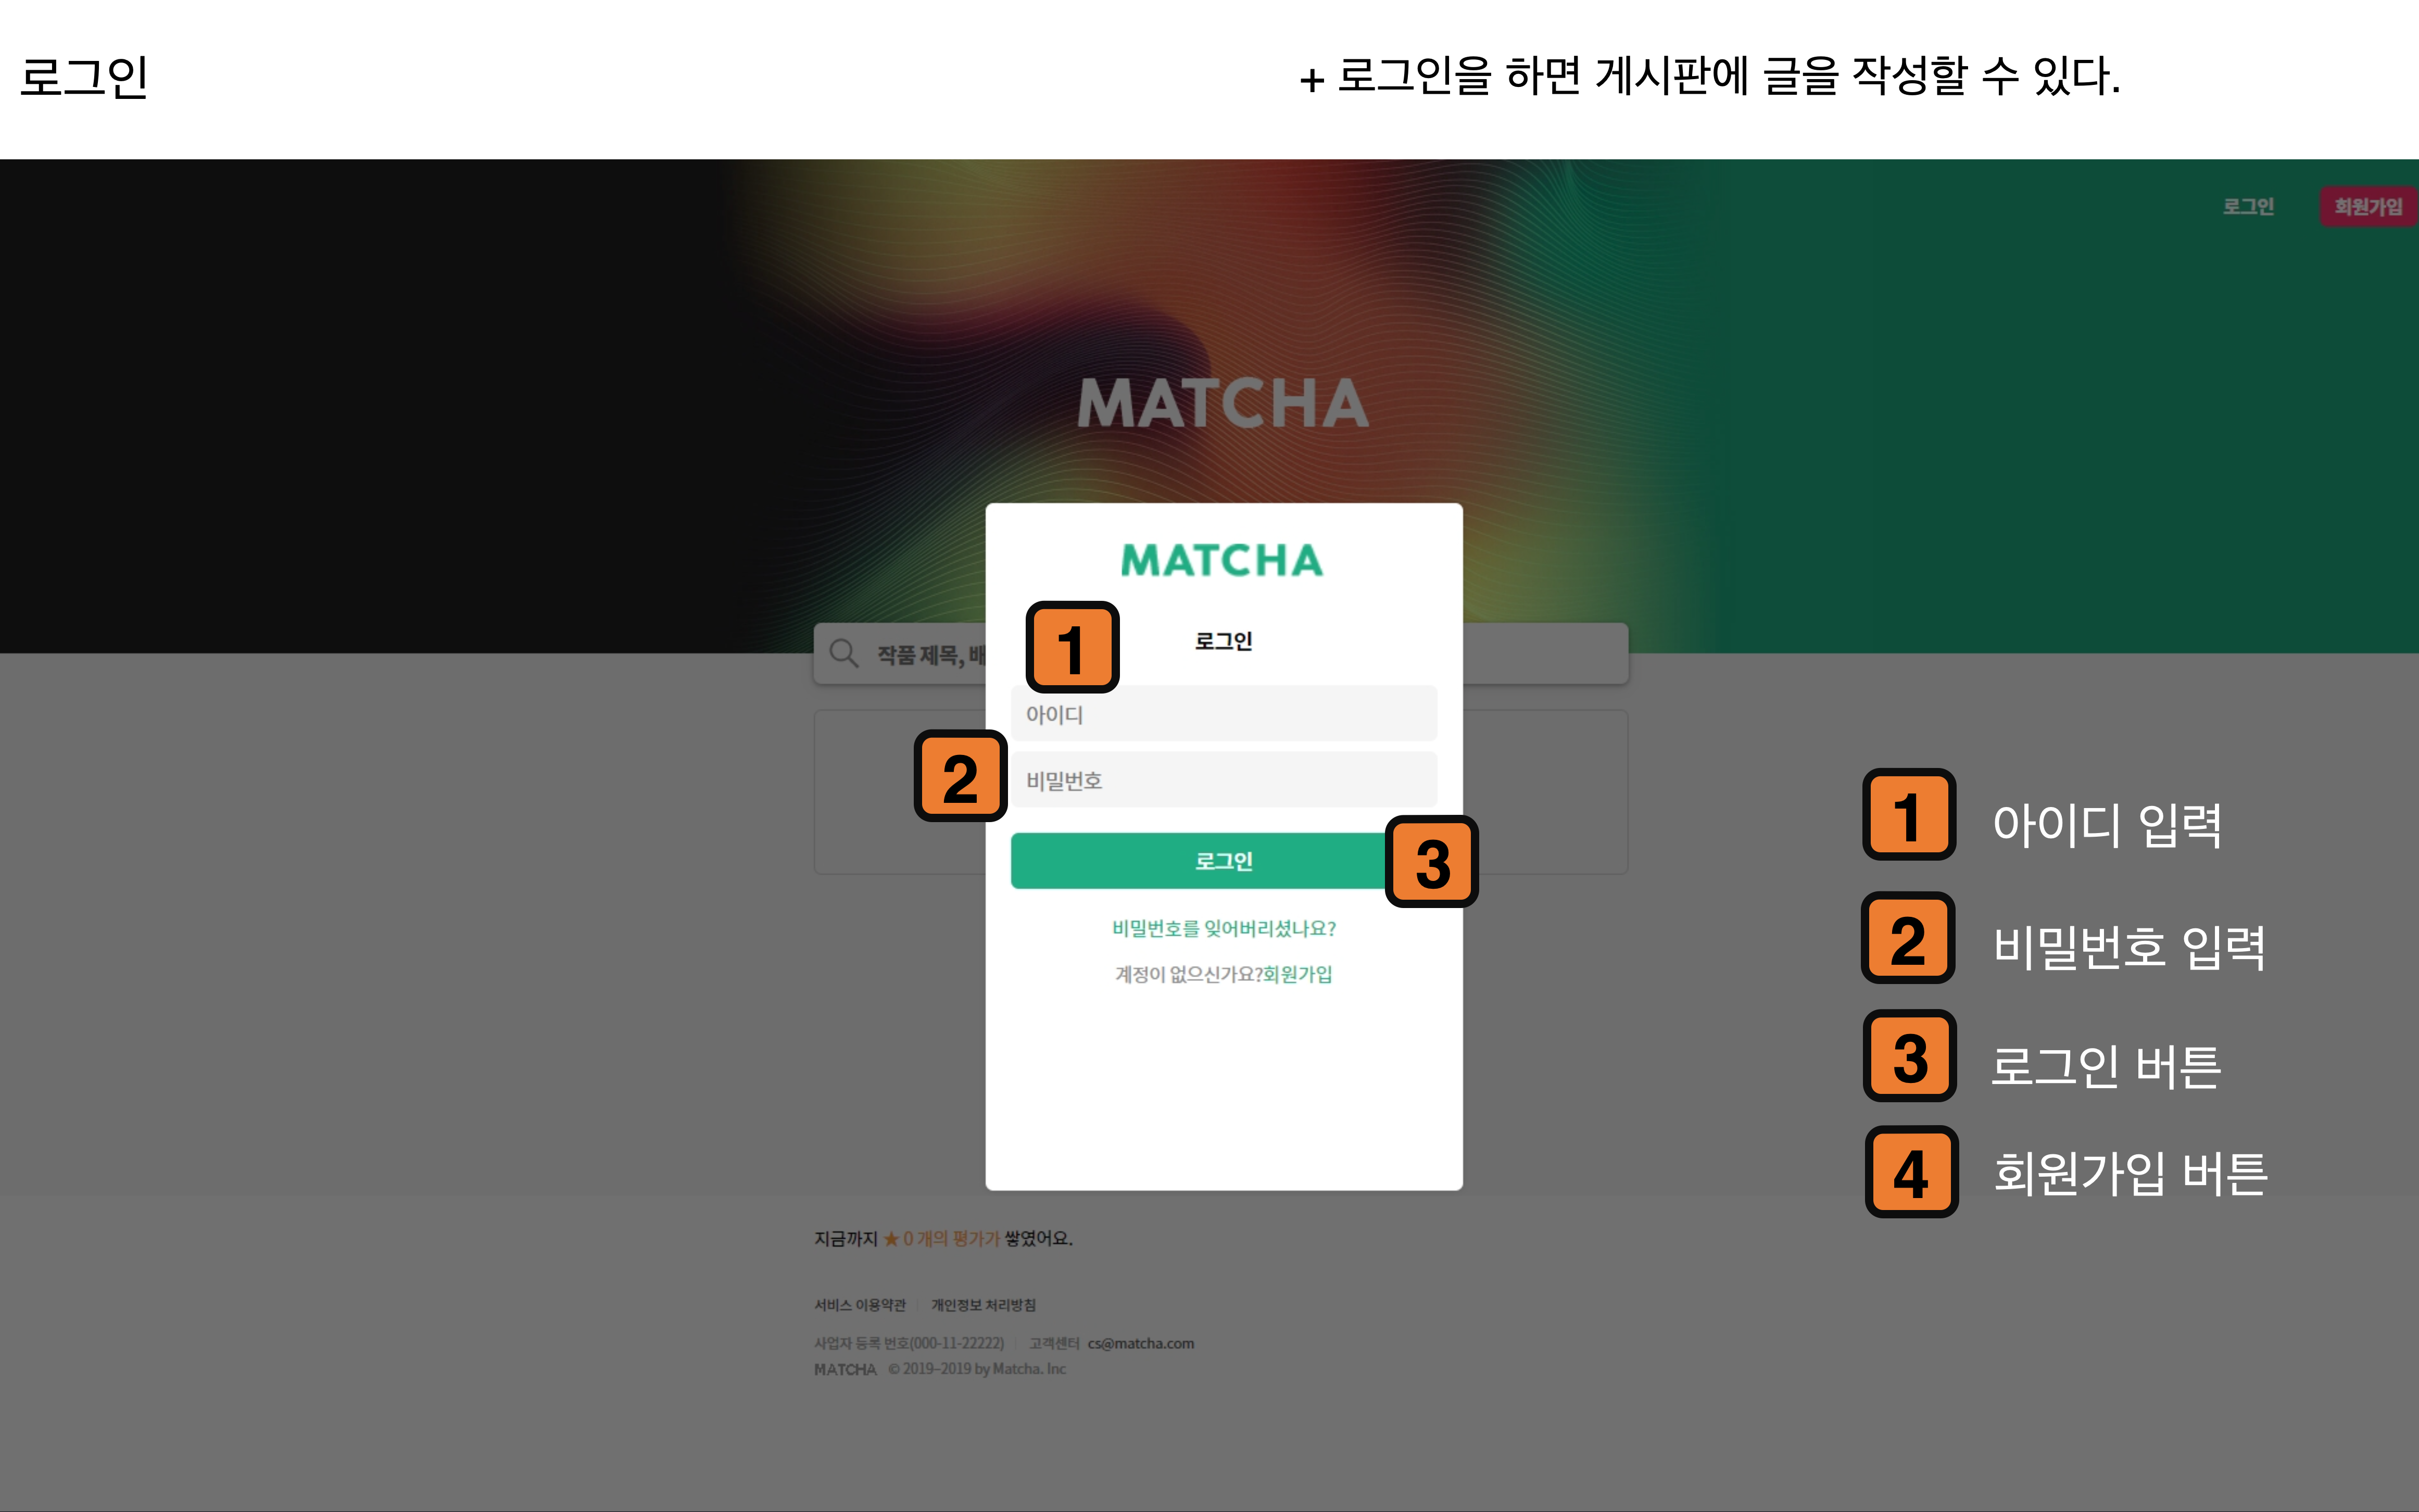 로그인
+ 로그인을 하면 게시판에 글을 작성할 수 있다.
로그인 회원가입
MATCHA
MATCHA
로그인
1
작품 제목, 배
아이디
2
비밀번호
로그인
3
비밀번호를 잊어버리셨나요?
계정이 없으신가요?회원가입
1 아이디 입력
2 비밀번호 입력
3 로그인 버튼
4 회원가입 버튼
지금까지 ★ 0 개의 평가가 쌓였어요.
서비스 이용약관 개인정보 처리방침
사업자 등록 번호(000-11-22222) 고객센터 cs@matcha.com
MATCHA © 2019–2019 by Matcha. Inc